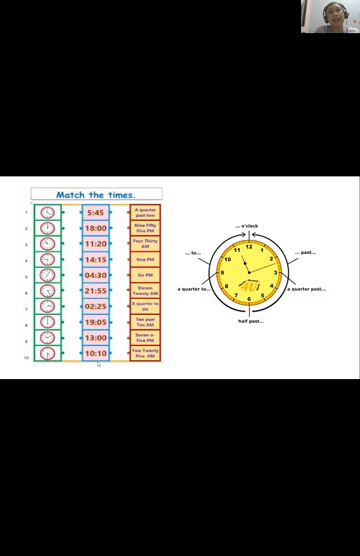 Match the times.
1
5:45
A quarter
past two
2
18:00
Nine Fifty
Five PM
3
11:20
Four Thirty
AM
4
14:15
One PM
5
04:30
Six PM
6
21:55
Eleven
Twenty AM
7
02:25
A quarter to
six
8
19:05
Ten past
Ten AM
9
13:00
Seven o
Five PM
10
10:10
Two Twenty
Five AM
... o'clock
... to...
... past...
a quarter to...
a quarter past...
half past...
12
1
2
3
4
5
6
7
8
9
10
11